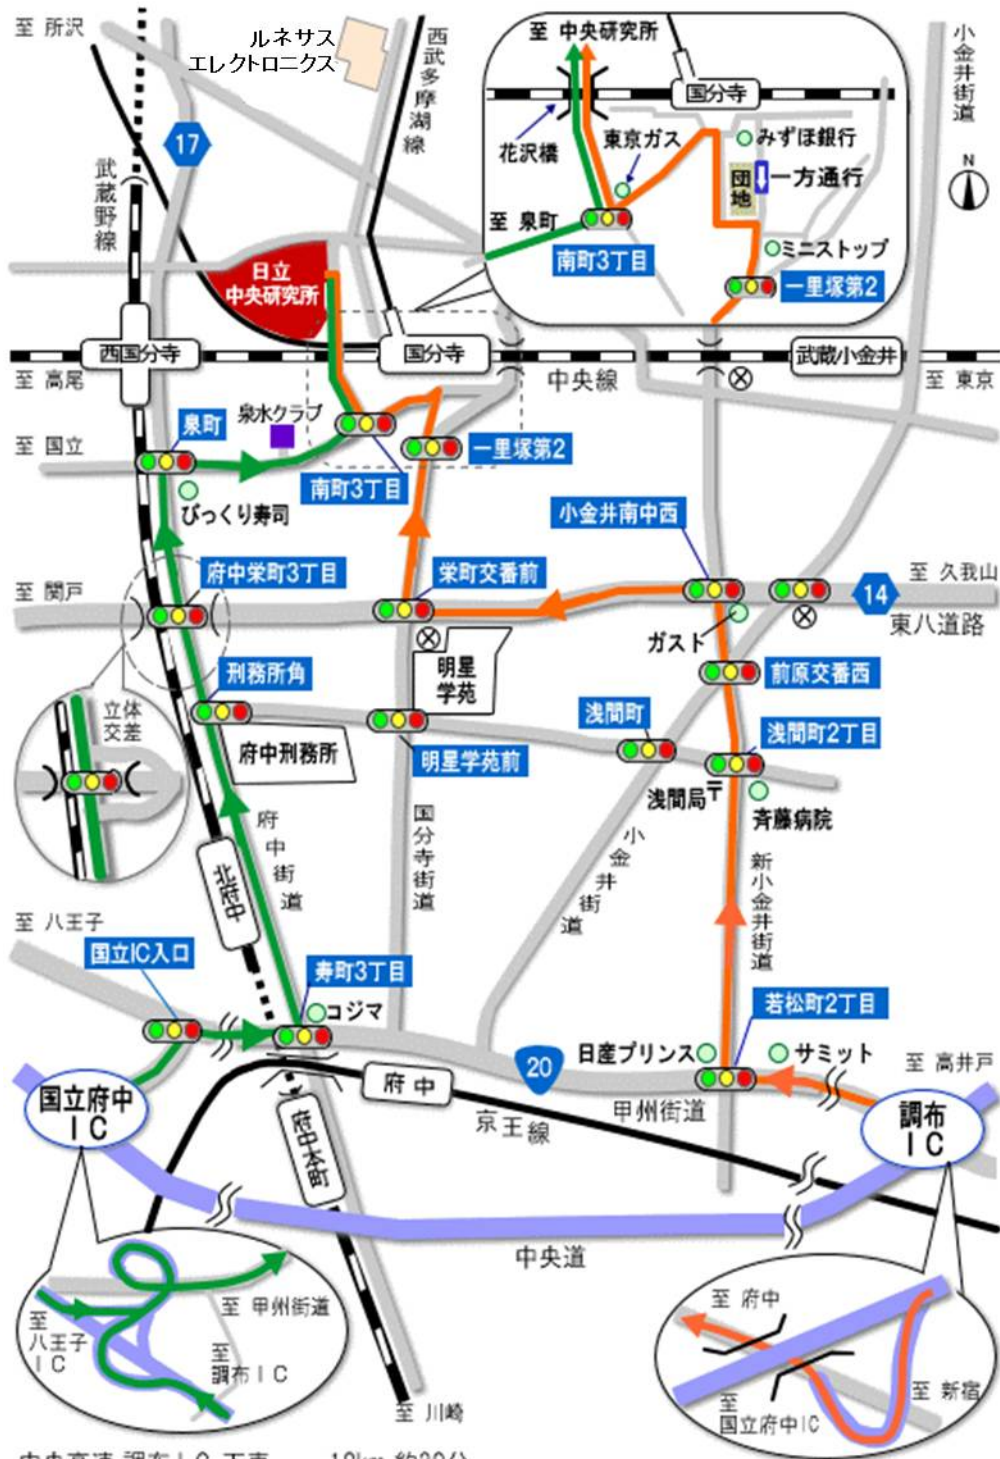 至 所沢
ルネサス
エレクトロニクス
西武多摩湖線
小金井街道
至 中央研究所
国分寺
花沢橋
東京ガス
みずほ銀行
団地
一方通行
至 泉町
南町3丁目
ミニストップ
一里塚第2
N
17
武蔵野線
日立
中央研究所
西国分寺
国分寺
武蔵小金井
至 高尾
中央線
至 東京
泉町
泉水クラブ
至 国立
一里塚第2
南町3丁目
びっくり寿司
小金井南中西
府中栄町3丁目
栄町交番前
至 関戸
至 久我山
14
東八道路
ガスト
明星
学苑
前原交番西
刑務所角
立体
交差
府中刑務所
浅間町
浅間町2丁目
明星学苑前
浅間局〒
斉藤病院
府中街道
国分寺街道
小金井街道
新小金井街道
北府中
至 八王子
国立IC入口
寿町3丁目
コジマ
若松町2丁目
日産プリンス
サミット
至 高井戸
20
府中
甲州街道
京王線
国立府中
IC
調布
IC
府中本町
中央道
至 甲州街道
至
八王子
IC
至
調布IC
至 川崎
至 府中
至 新宿
至
国立府中IC